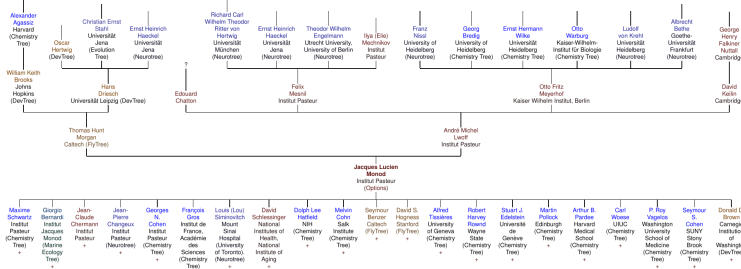 Alexander
Agassiz
Harvard
(Chemistry
Tree)
Oscar
Hertwig
(DevTree)
Christian Ernst
Stahl
Universität
Jena
(Evolution
Tree)
Ernst Heinrich
Haeckel
Universität
Jena
(Neurotree)
Richard Carl
Wilhelm Theodor
Ritter von
Hertwig
Universität
München
(Neurotree)
Ernst Heinrich
Haeckel
Universität
Jena
(Neurotree)
Theodor Wilhelm
Engelmann
Utrecht University,
University of Berlin
(Neurotree)
Ilya (Elie)
Mechnikov
Institut
Pasteur
Franz
Nissl
University of
Heidelberg
(Neurotree)
Georg
Bredig
University of
Heidelberg
(Chemistry
Tree)
Ernst Hermann
Wilke
Universität
Heidelberg
(Chemistry Tree)
Otto
Warburg
Kaiser-Wilhelm-
Institut für Biologie
(Chemistry Tree)
Ludolf
von Krehl
Universität
Heidelberg
(Neurotree)
Albrecht
Bethe
Goethe-
Universität
Frankfurt
(Neurotree)
George
Henry
Falkiner
Nuttall
Cambridge
William Keith
Brooks
Johns
Hopkins
(DevTree)
Hans
Driesch
Universität Leipzig (DevTree)
?
Edouard
Chatton
Felix
Mesnil
Institut Pasteur
Otto Fritz
Meyerhof
Kaiser Wilhelm Institut, Berlin
David
Keilin
Cambridge
Thomas Hunt
Morgan
Caltech (FlyTree)
André Michel
Lwoff
Institut Pasteur
Jacques Lucien
Monod
Institut Pasteur
(Options)
Maxime
Schwartz
Institut
Pasteur
(Chemistry
Tree)
+
Giorgio
Bernardi
Institut
Jacques
Monod
(Marine
Ecology
Tree)
+
Jean-
Claude
Chermann
Institut
Pasteur
+
Jean-
Pierre
Changeux
Institut
Pasteur
(Neurotree)
+
Georges
N.
Cohen
Institut
Pasteur
(Chemistry
Tree)
+
François
Gros
Institut de
France,
Académie
des
Sciences
(Chemistry
Tree)
Louis (Lou)
Siminovitch
Mount
Sinai
Hospital
(University
of Toronto).
(Neurotree)
+
David
Schlessinger
National
Institutes of
Health,
National
Institute of
Aging
+
Dolph Lee
Hatfield
NIH
(Chemistry
Tree)
+
Melvin
Cohn
Salk
Institute
(Chemistry
Tree)
+
Seymour
Benzer
Caltech
(FlyTree)
+
David S.
Hogness
Stanford
(FlyTree)
+
Alfred
Tissières
University
of Geneva
(Chemistry
Tree)
+
Robert
Harvey
Rownd
Wayne
State
(Chemistry
Tree)
+
Stuart J.
Edelstein
Université
de
Genève
(Chemistry
Tree)
+
Martin
Pollock
Edinburgh
(Chemistry
Tree)
+
Arthur B.
Pardee
Harvard
Medical
School
(Chemistry
Tree)
+
Carl
Woese
UIUC
(Chemistry
Tree)
+
P. Roy
Vagelos
Washington
University
School of
Medicine
(Chemistry
Tree)
+
Seymour
S.
Cohen
SUNY
Stony
Brook
(Chemistry
Tree)
+
Donald D
Brown
Carnegie
Institution
of
Washington
(DevTree)
+